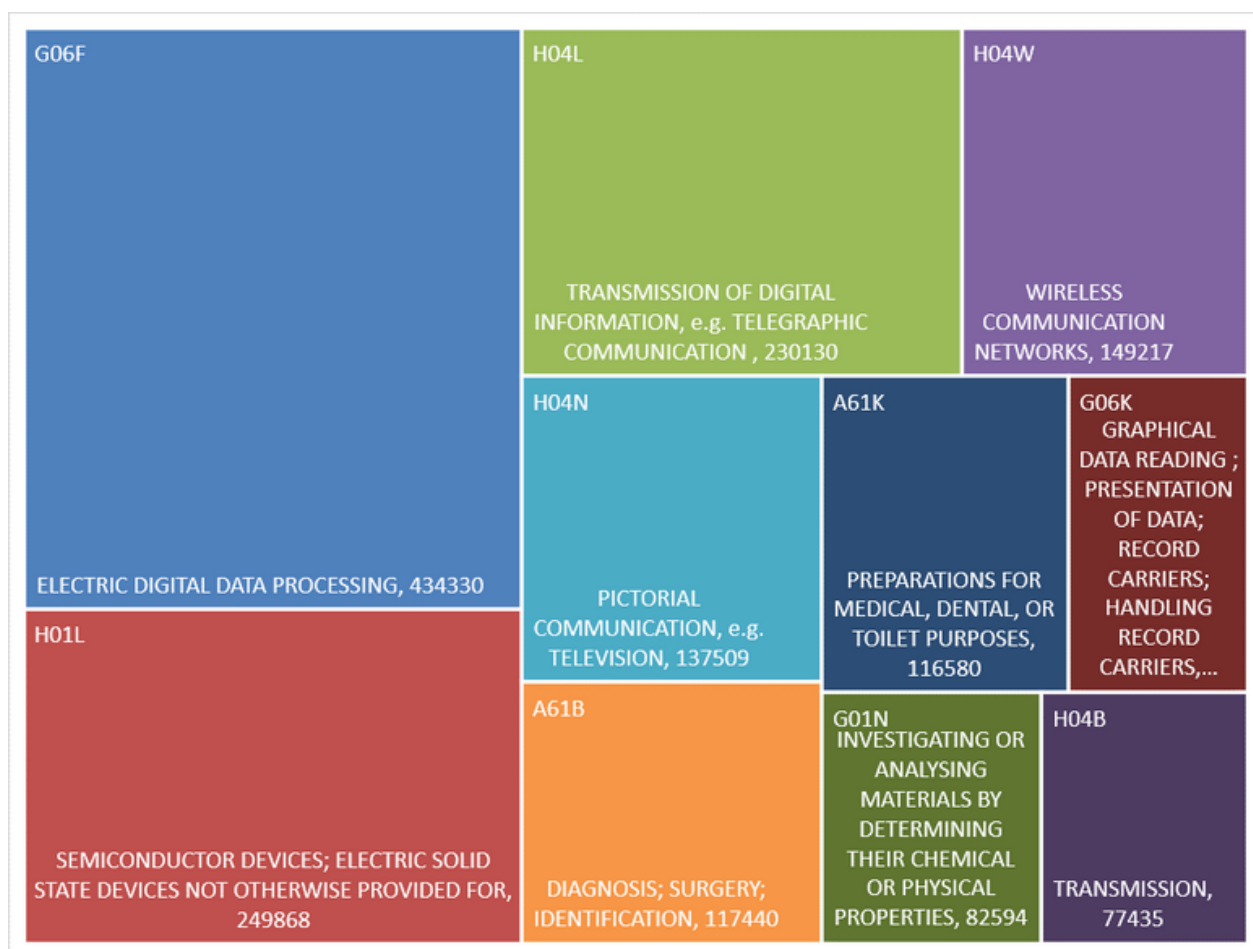 G06F
ELECTRIC DIGITAL DATA PROCESSING, 434330
H01L
SEMICONDUCTOR DEVICES; ELECTRIC SOLID
STATE DEVICES NOT OTHERWISE PROVIDED FOR,
249868
H04L
TRANSMISSION OF DIGITAL
INFORMATION, e.g. TELEGRAPHIC
COMMUNICATION , 230130
H04W
WIRELESS
COMMUNICATION
NETWORKS, 149217
H04N
PICTORIAL
COMMUNICATION, e.g.
TELEVISION, 137509
A61B
DIAGNOSIS; SURGERY;
IDENTIFICATION, 117440
A61K
PREPARATIONS FOR
MEDICAL, DENTAL, OR
TOILET PURPOSES,
116580
G06K
GRAPHICAL
DATA READING ;
PRESENTATION
OF DATA;
RECORD
CARRIERS;
HANDLING
RECORD
CARRIERS,...
G01N
INVESTIGATING OR
ANALYSING
MATERIALS BY
DETERMINING
THEIR CHEMICAL
OR PHYSICAL
PROPERTIES, 82594
H04B
TRANSMISSION,
77435